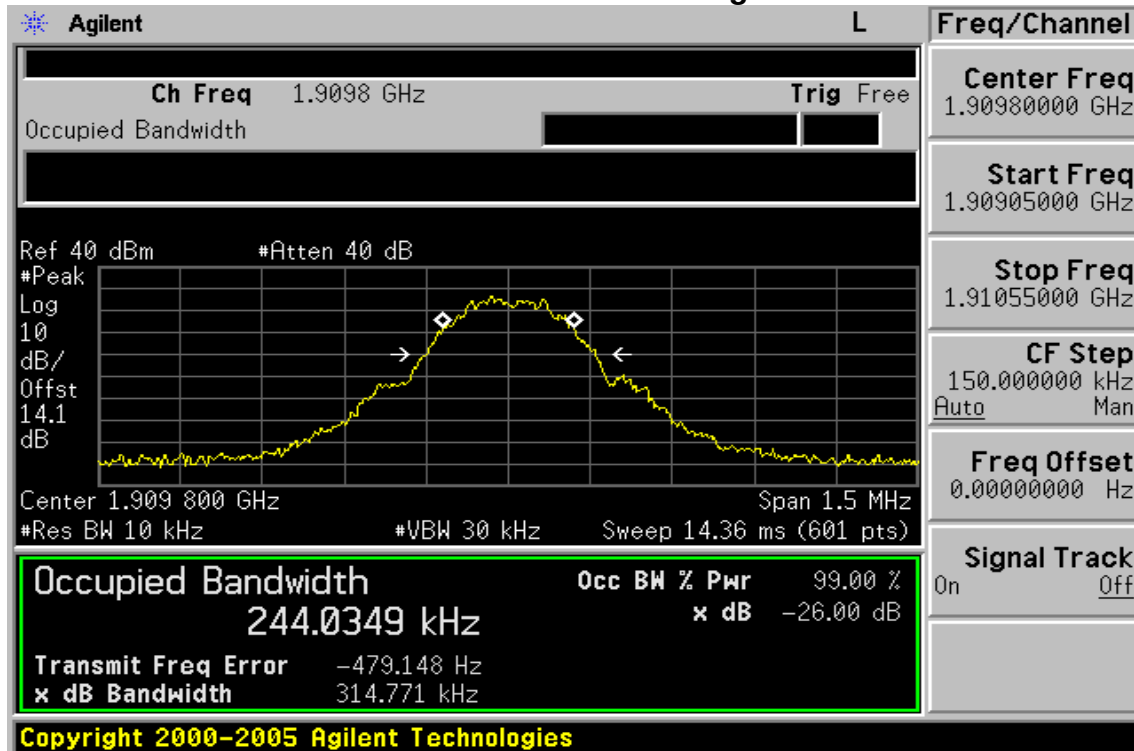 Agilent L
Ch Freq 1.9098 GHz Trig Free
Occupied Bandwidth
Ref 40 dBm #Atten 40 dB
#Peak
Log
10
dB/
Offst
14.1
dB
Center 1.909 800 GHz Span 1.5 MHz
#Res BW 10 kHz #VBW 30 kHz Sweep 14.36 ms (601 pts)
Occupied Bandwidth Occ BW % Pwr 99.00 %
244.0349 kHz x dB -26.00 dB
Transmit Freq Error -479.148 Hz
x dB Bandwidth 314.771 kHz
Copyright 2000-2005 Agilent Technologies
Freq/Channel
Center Freq
1.90980000 GHz
Start Freq
1.90905000 GHz
Stop Freq
1.91055000 GHz
CF Step
150.000000 kHz
Auto Man
Freq Offset
0.00000000 Hz
Signal Track
On Off